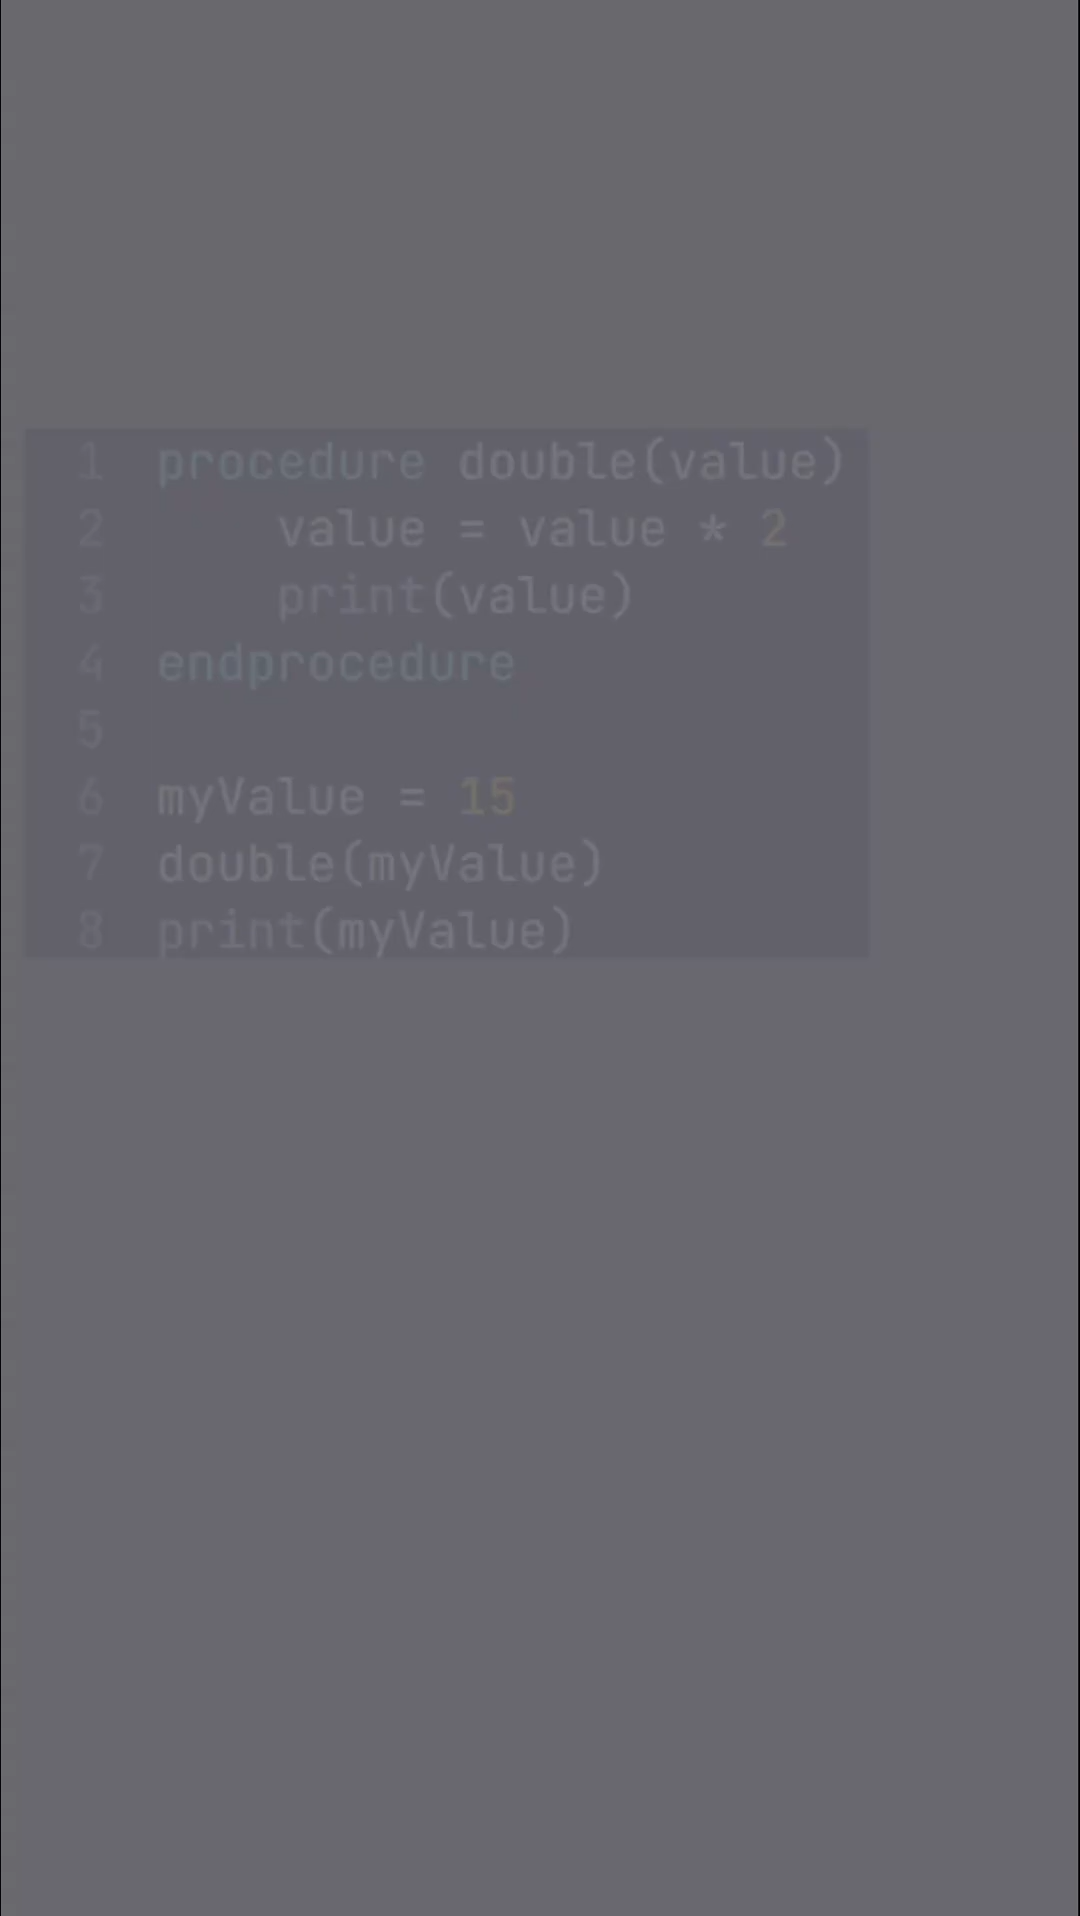 1 procedure double(value)
2     value = value * 2
3     print(value)
4 endprocedure
5
6 myValue = 15
7 double(myValue)
8 print(myValue)